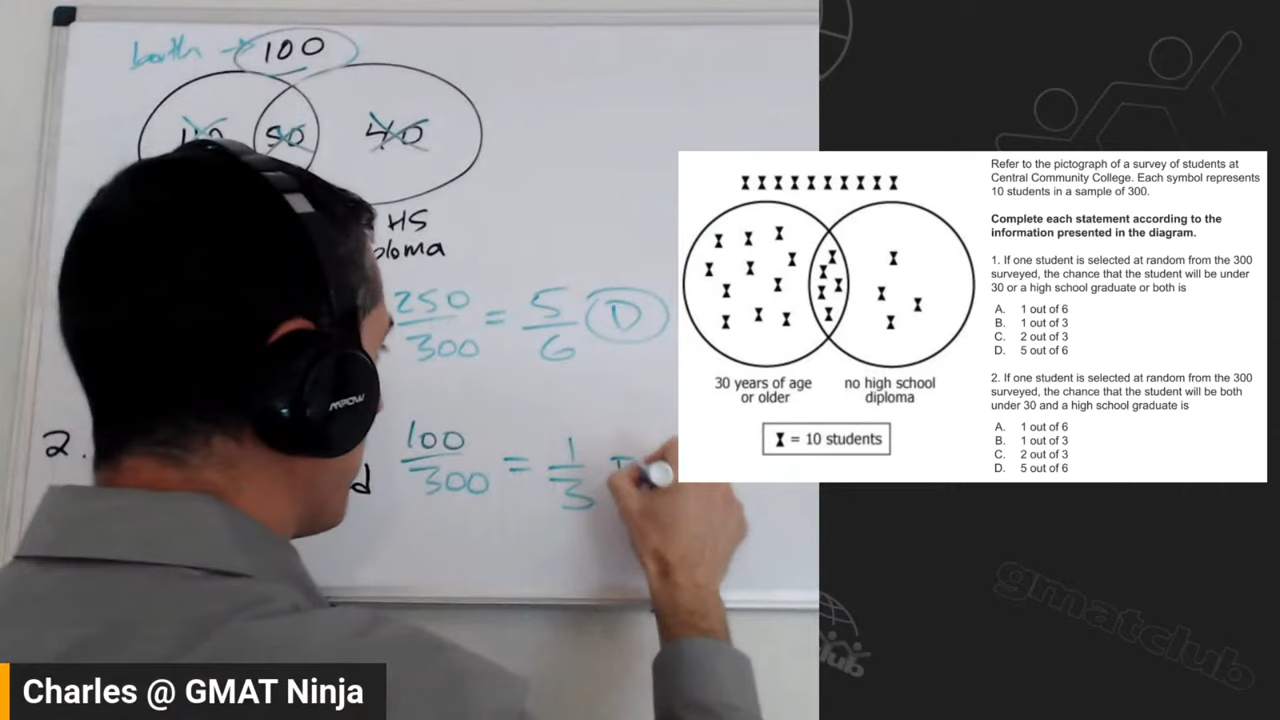 both → 100
50 40
HS
250/300 = 5/6 D
2. 100/300 = 1/3
MPOW
Charles @ GMAT Ninja
Refer to the pictograph of a survey of students at
Central Community College. Each symbol represents
10 students in a sample of 300.
Complete each statement according to the
information presented in the diagram.
1. If one student is selected at random from the 300
surveyed, the chance that the student will be under
30 or a high school graduate or both is
A. 1 out of 6
B. 1 out of 3
C. 2 out of 3
D. 5 out of 6
2. If one student is selected at random from the 300
surveyed, the chance that the student will be both
under 30 and a high school graduate is
A. 1 out of 6
B. 1 out of 3
C. 2 out of 3
D. 5 out of 6
30 years of age
or older
no high school
diploma
= 10 students
gmatclub